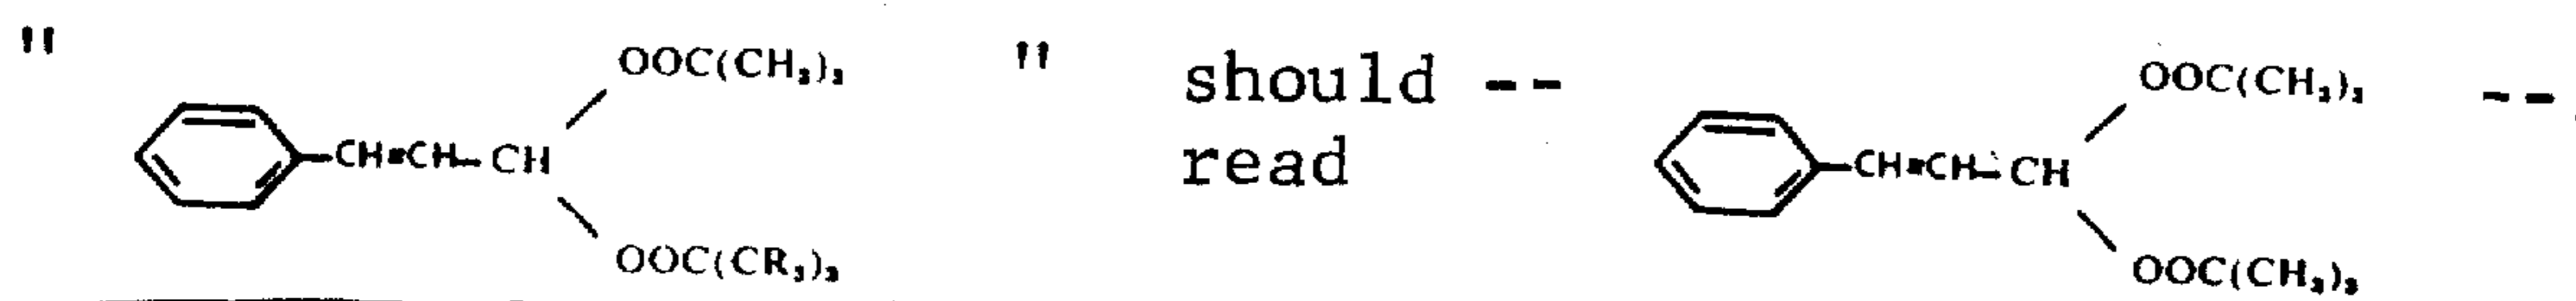 " OOC(CH₃)₃ " should -- OOC(CH₃)₃ --
CH=CH-CH read CH=CH-CH
OOC(CR₃)₃ OOC(CH₃)₃